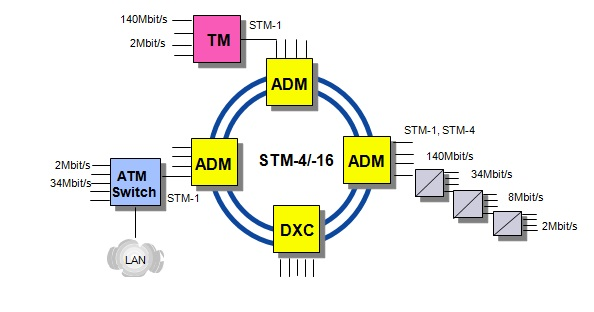 140Mbit/s
STM-1
TM
2Mbit/s
ADM
STM-1, STM-4
ADM
STM-4/-16
ADM
140Mbit/s
2Mbit/s
34Mbit/s
ATM
Switch
34Mbit/s
STM-1
8Mbit/s
DXC
2Mbit/s
LAN